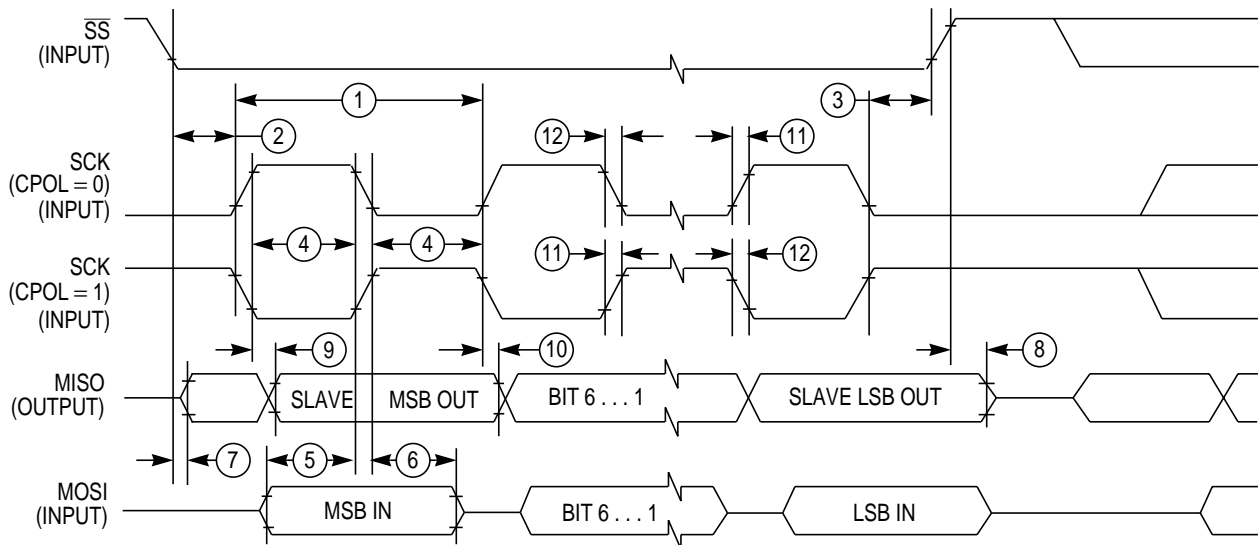 SS
(INPUT)
1
3
2
12
11
SCK
(CPOL = 0)
(INPUT)
4
4
11
12
SCK
(CPOL = 1)
(INPUT)
9
10
8
MISO
(OUTPUT)
SLAVE
MSB OUT
BIT 6 . . . 1
SLAVE LSB OUT
7
5
6
MOSI
(INPUT)
MSB IN
BIT 6 . . . 1
LSB IN